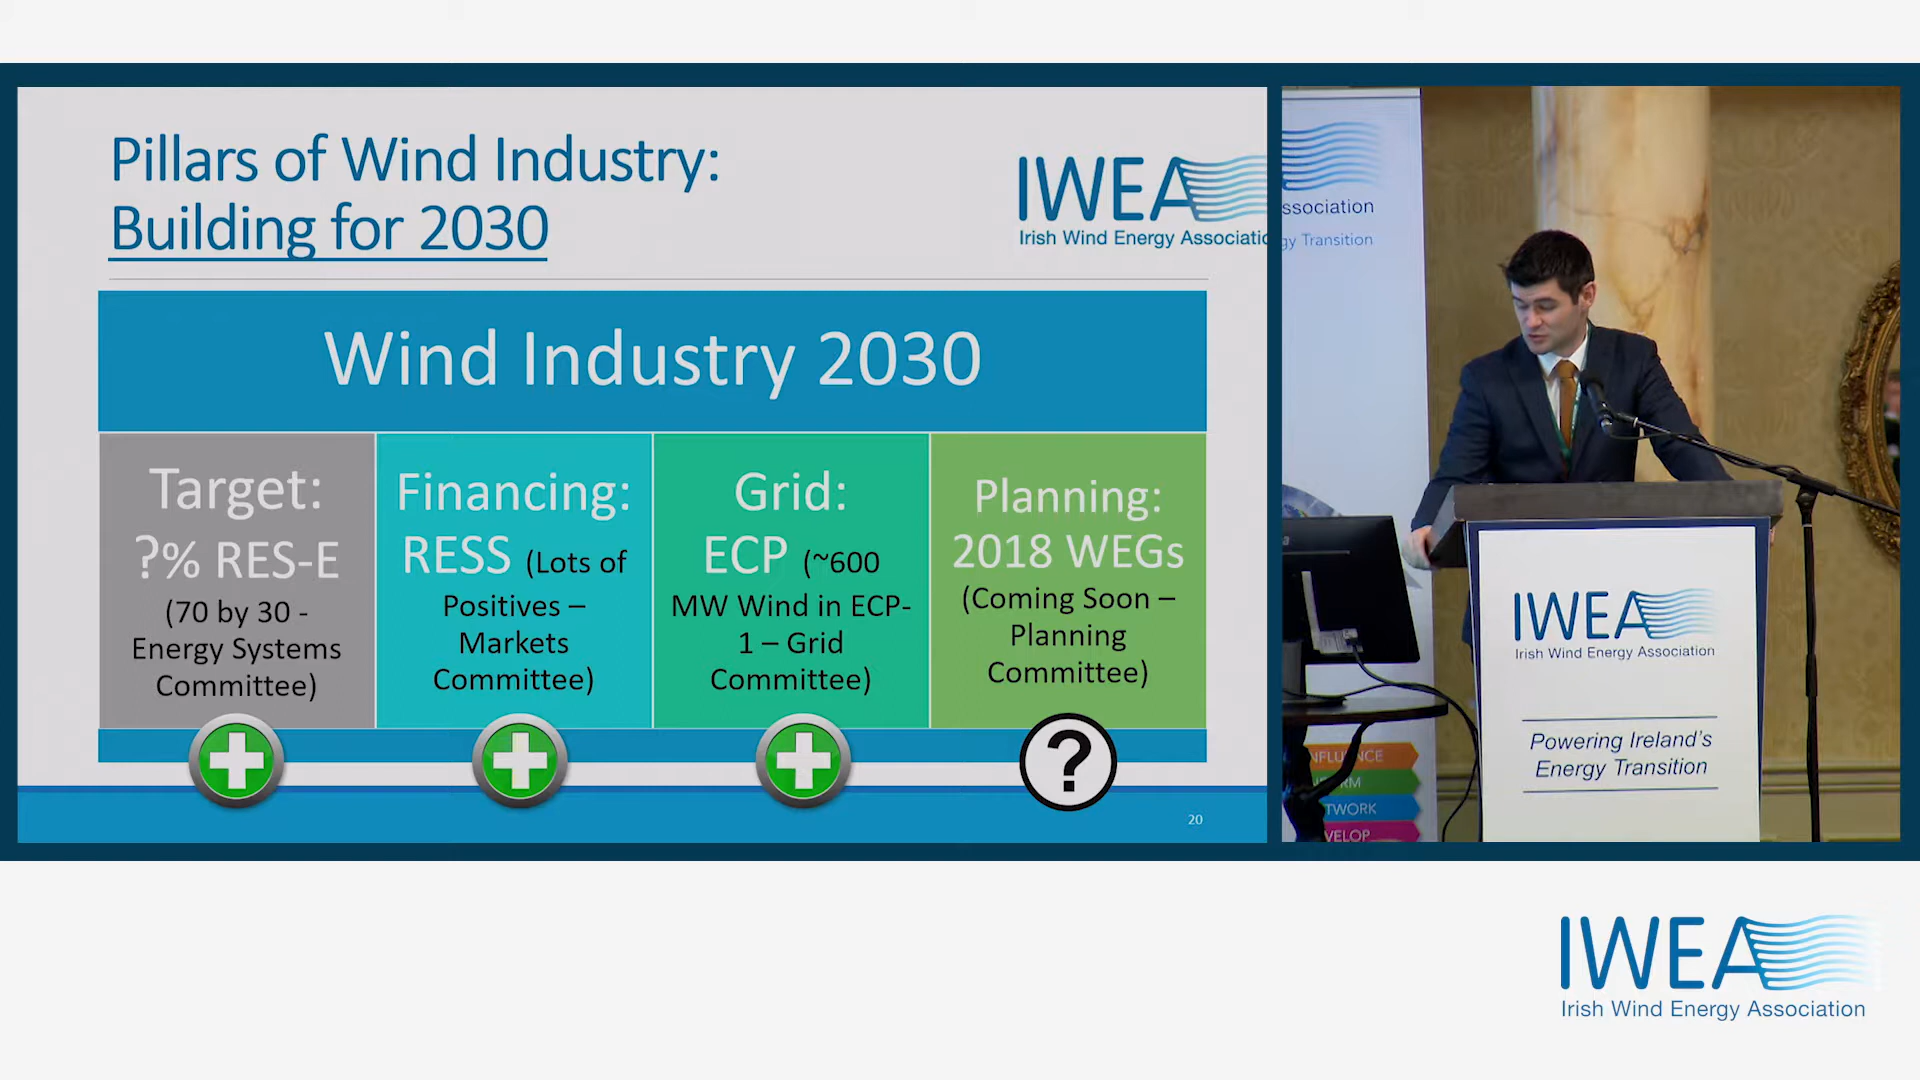 Pillars of Wind Industry:
Building for 2030
IWEA
Irish Wind Energy Associatio
Wind Industry 2030
Target:
?% RES-E
(70 by 30 -
Energy Systems
Committee)
Financing:
RESS (Lots of
Positives –
Markets
Committee)
Grid:
ECP (~600
MW Wind in ECP-
1 – Grid
Committee)
Planning:
2018 WEGs
(Coming Soon –
Planning
Committee)
?
20
ssociation
gy Transition
NFLUENCE
RM
TWORK
VELOP
IWEA
Irish Wind Energy Association
Powering Ireland's
Energy Transition
IWEA
Irish Wind Energy Association